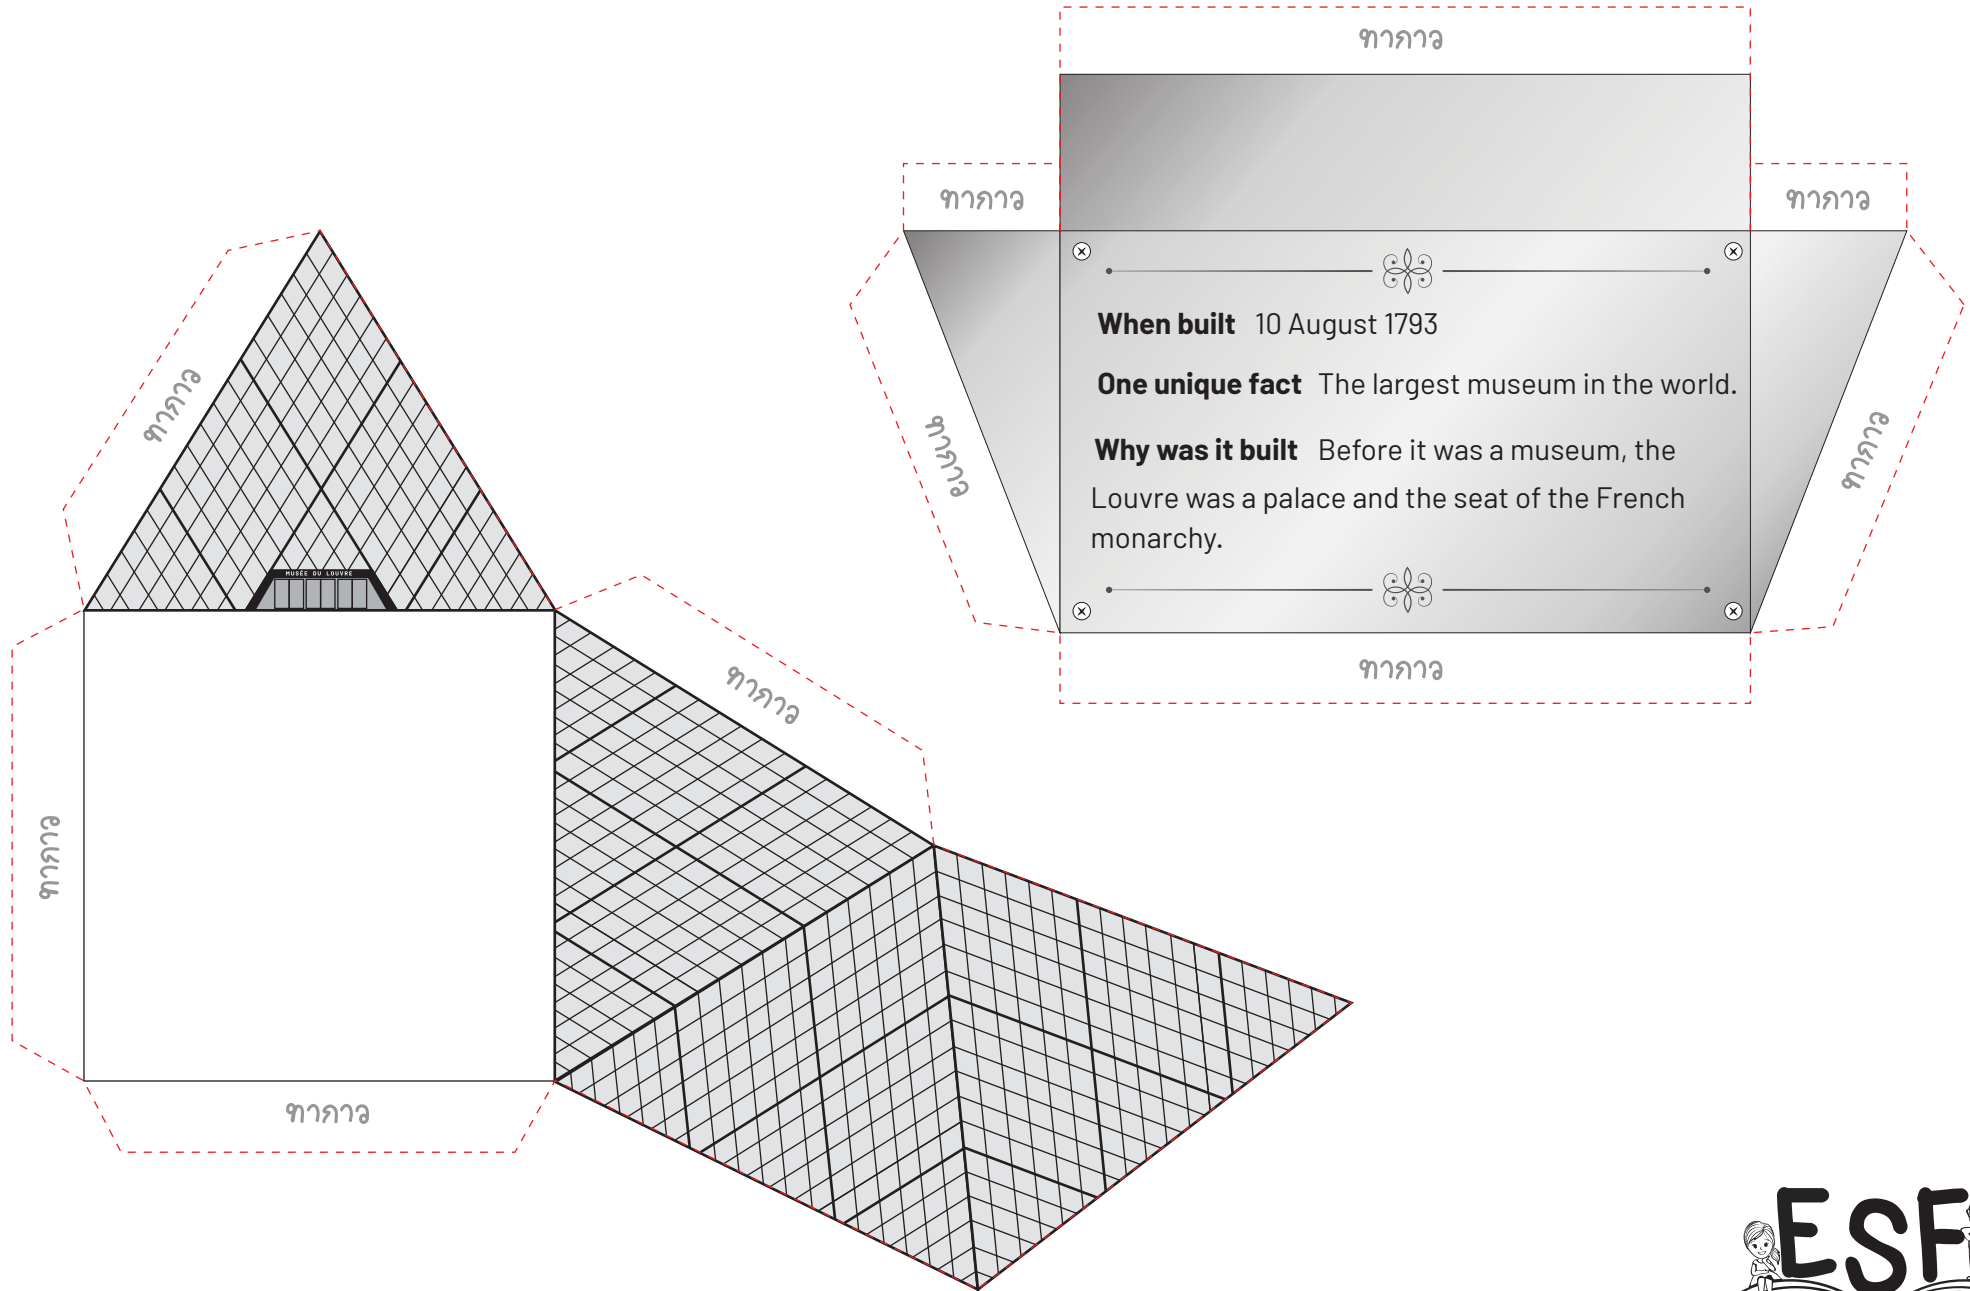 ทากาว
ทากาว
ทากาว
When built 10 August 1793
One unique fact The largest museum in the world.
Why was it built Before it was a museum, the
Louvre was a palace and the seat of the French
monarchy.
ทากาว
ทากาว
ทากาว
ทากาว
MUSÉE DU LOUVRE
ทากาว
ทากาว
ทากาว
ESF